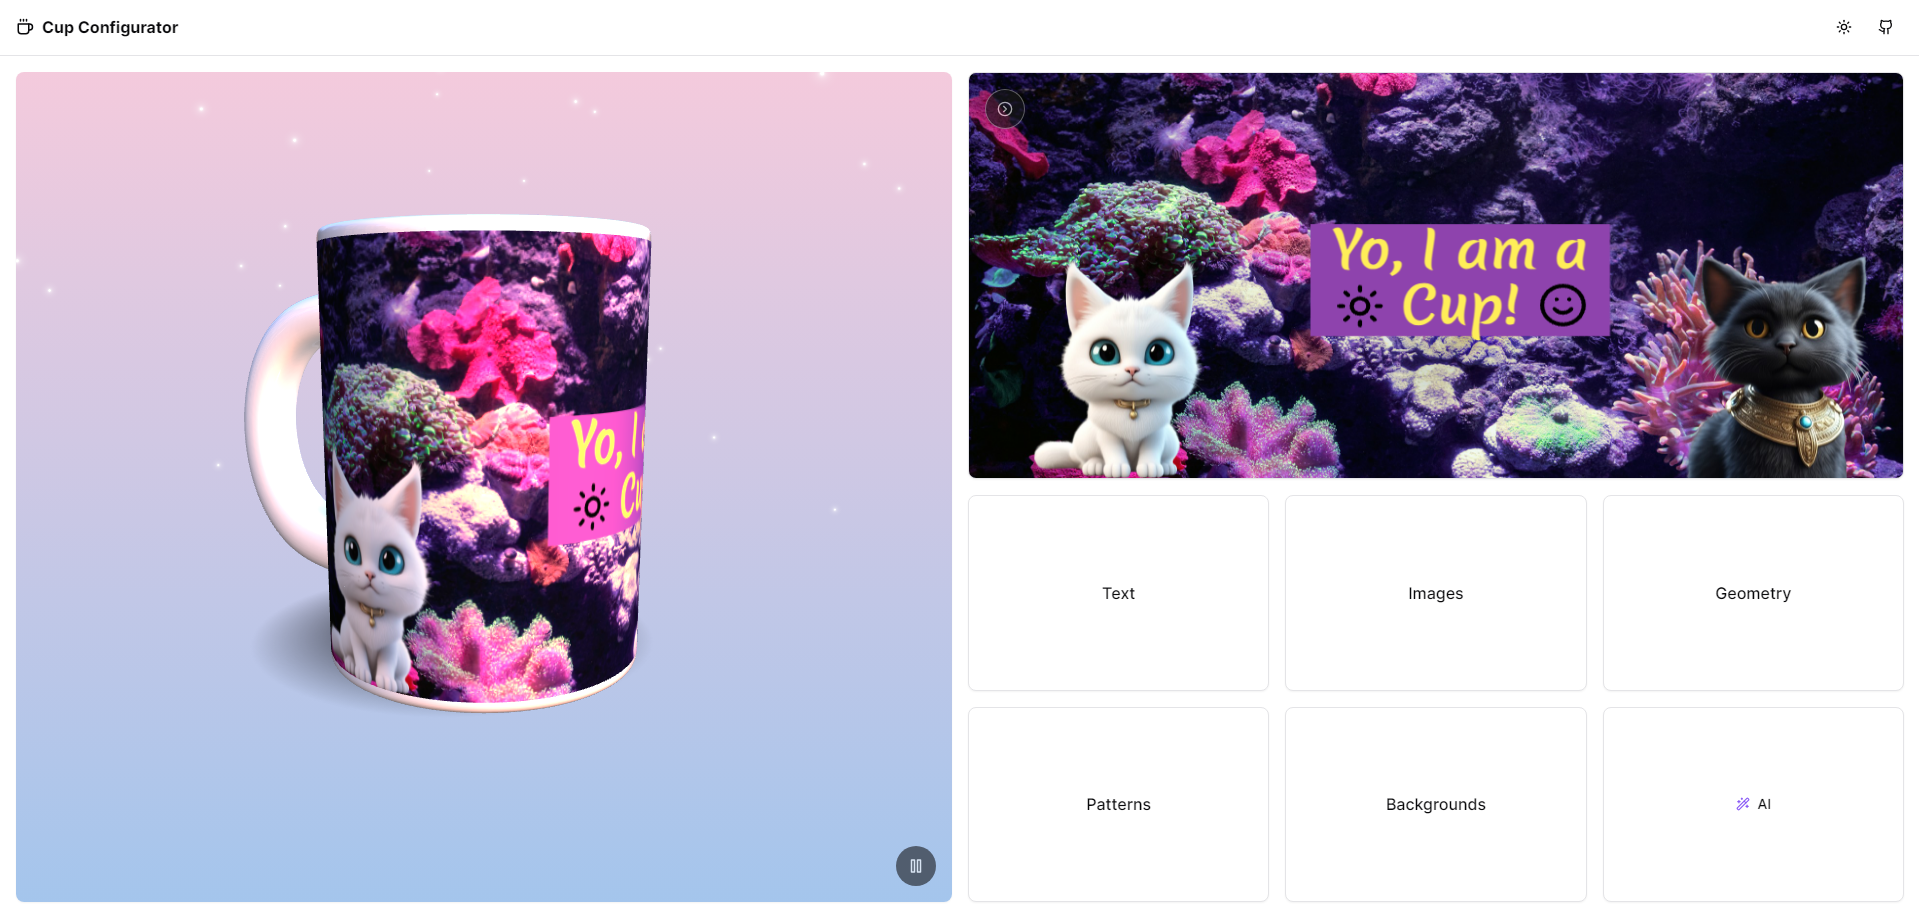 Cup Configurator
Yo, I
Cu
Yo, I am a
Cup!
Text
Images
Geometry
Patterns
Backgrounds
AI